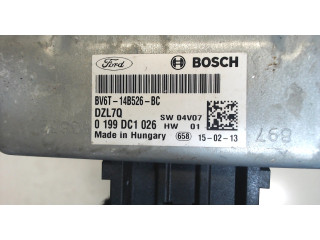 Ford BOSCH
BV6T-14B526-BC
DZL7Q SW 04V07
0 199 DC1 026 HW 01
Made in Hungary 658 15-02-13
897